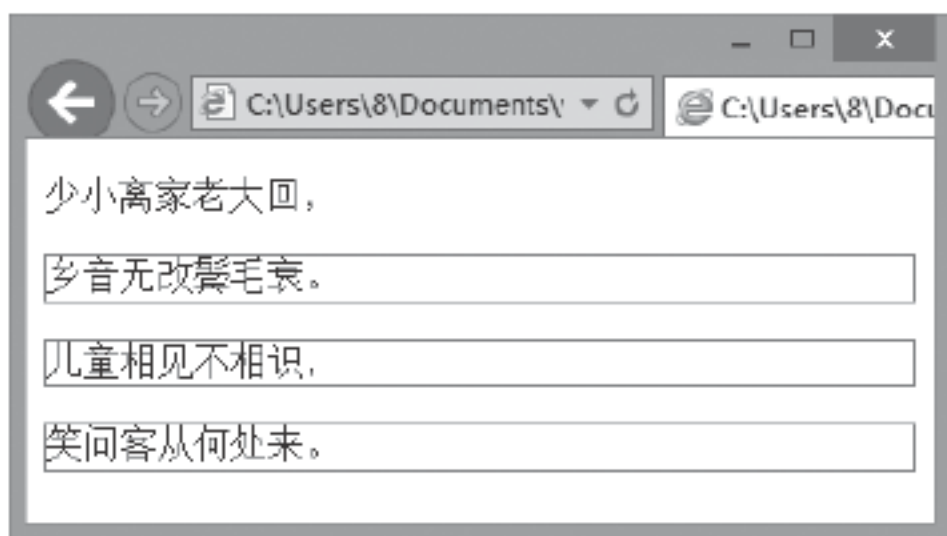 C:\Users\8\Documents\
C:\Users\8\Docu
少小离家老大回，
乡音无改鬓毛衰。
儿童相见不相识，
笑问客从何处来。